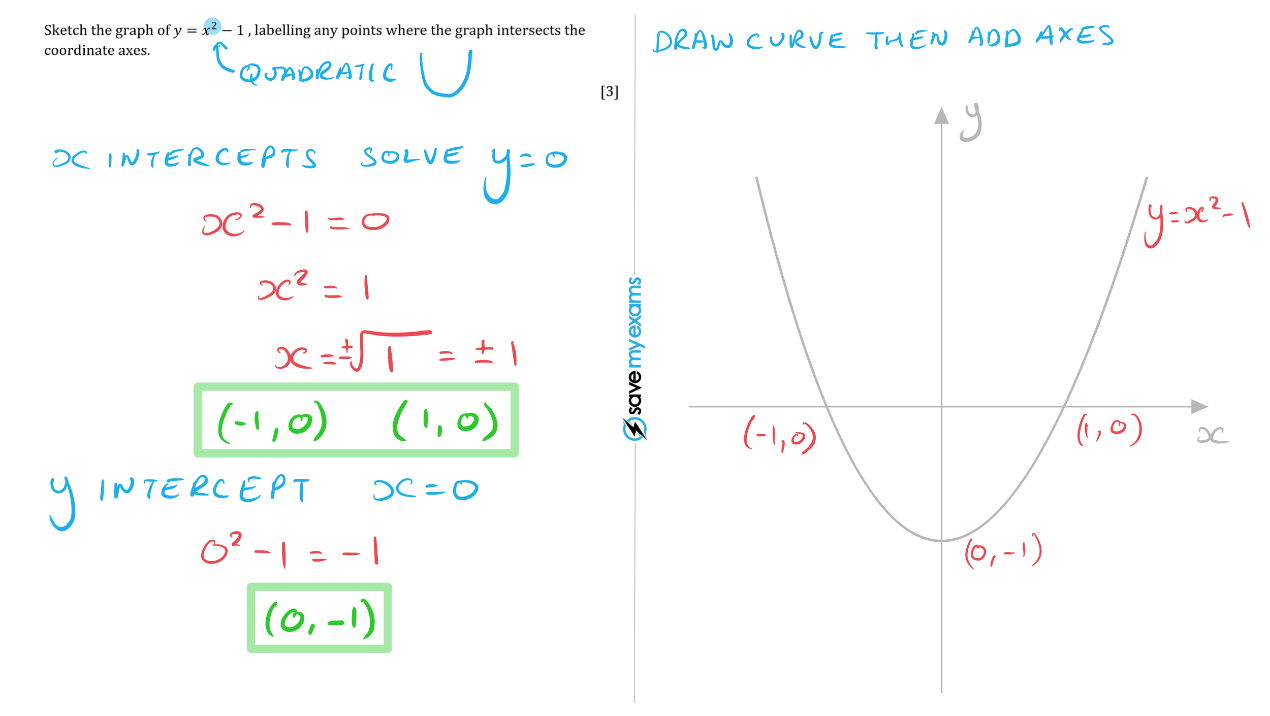 Sketch the graph of y = x² − 1 , labelling any points where the graph intersects the
coordinate axes.
QUADRATIC
[3]
x INTERCEPTS SOLVE y=0
x² − 1 = 0
x² = 1
x = ±√1 = ± 1
(-1, 0) (1, 0)
y INTERCEPT x=0
0² − 1 = −1
(0, −1)
save my exams
DRAW CURVE THEN ADD AXES
y
y=x²-1
(-1,0)
(1, 0)
x
(0, -1)